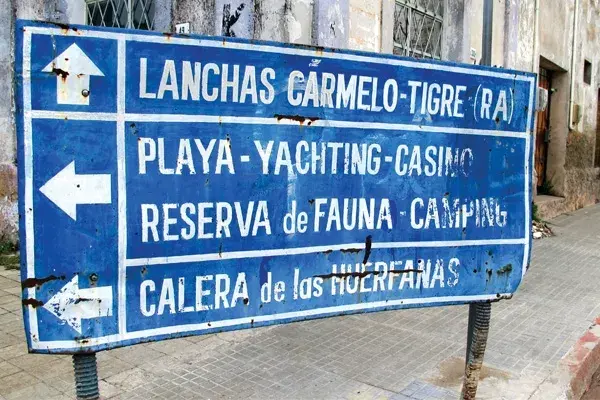 LANCHAS CARMELO-TIGRE (RA)
PLAYA-YACHTING-CASINO
RESERVA de FAUNA-CAMPING
CALERA de las HUERFANAS